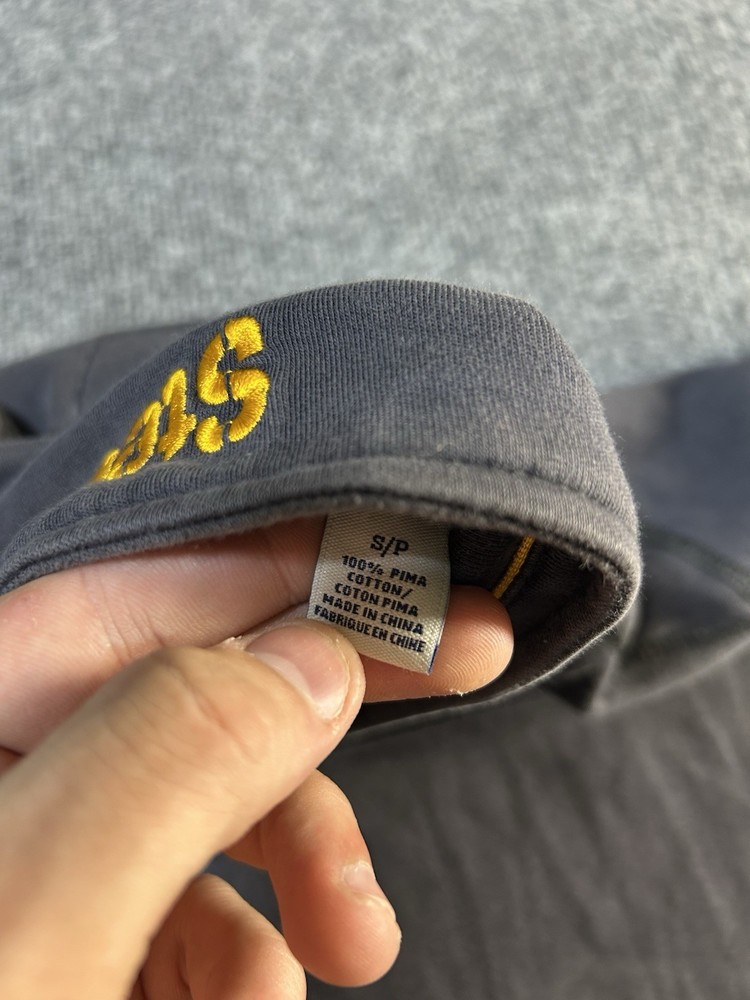 S/P
100% PIMA
COTTON/
COTON PIMA
MADE IN CHINA
FABRIQUE EN CHINE